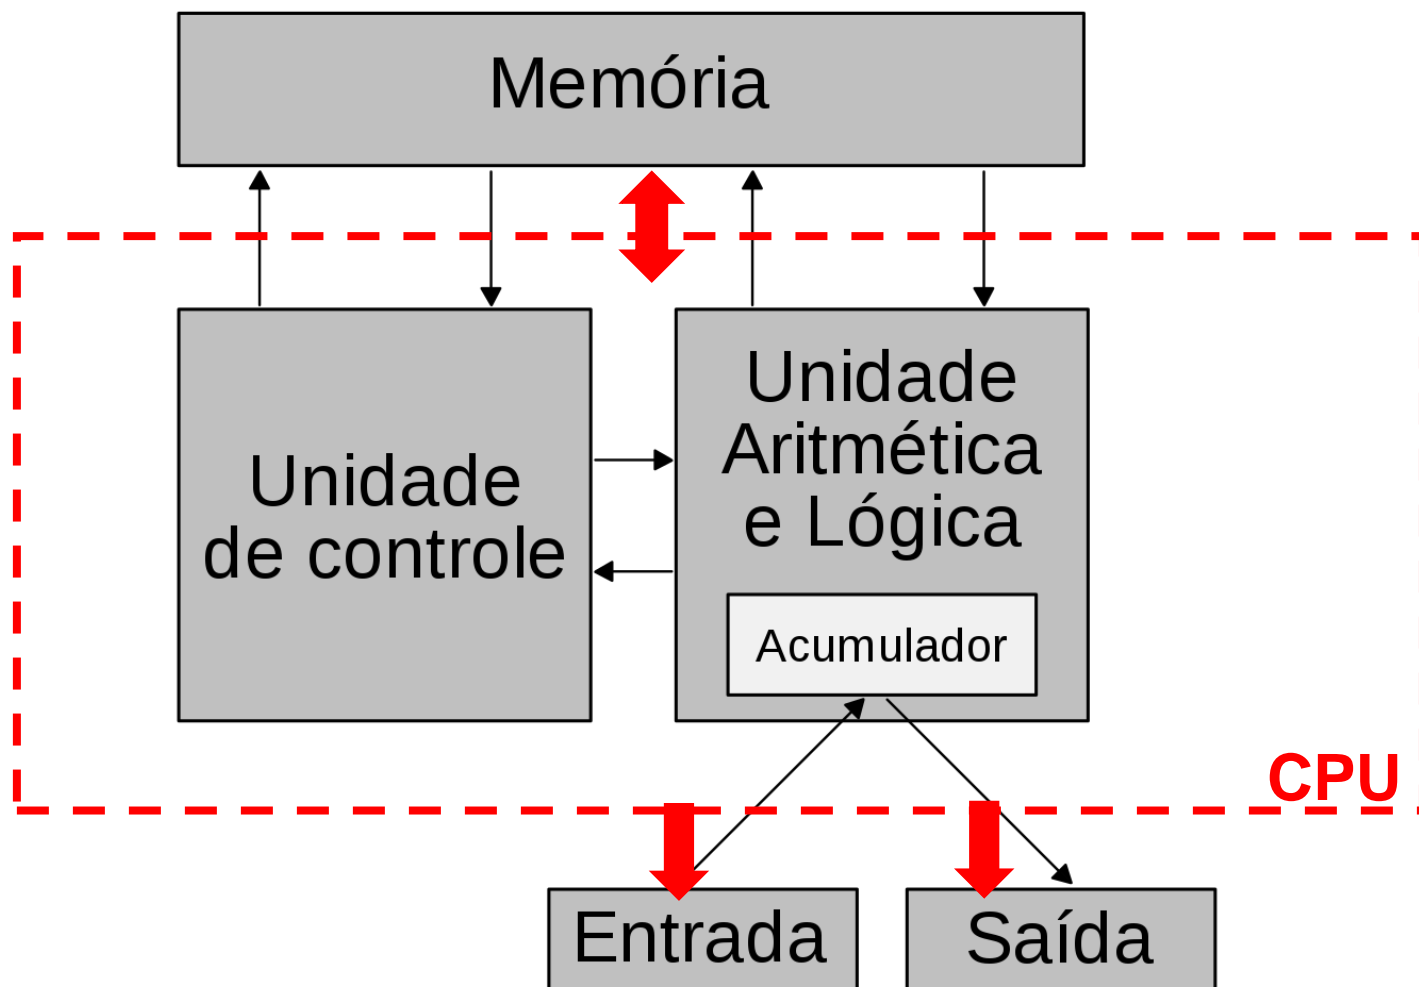 Memória
Unidade
de controle
Unidade
Aritmética
e Lógica
Acumulador
CPU
Entrada
Saída